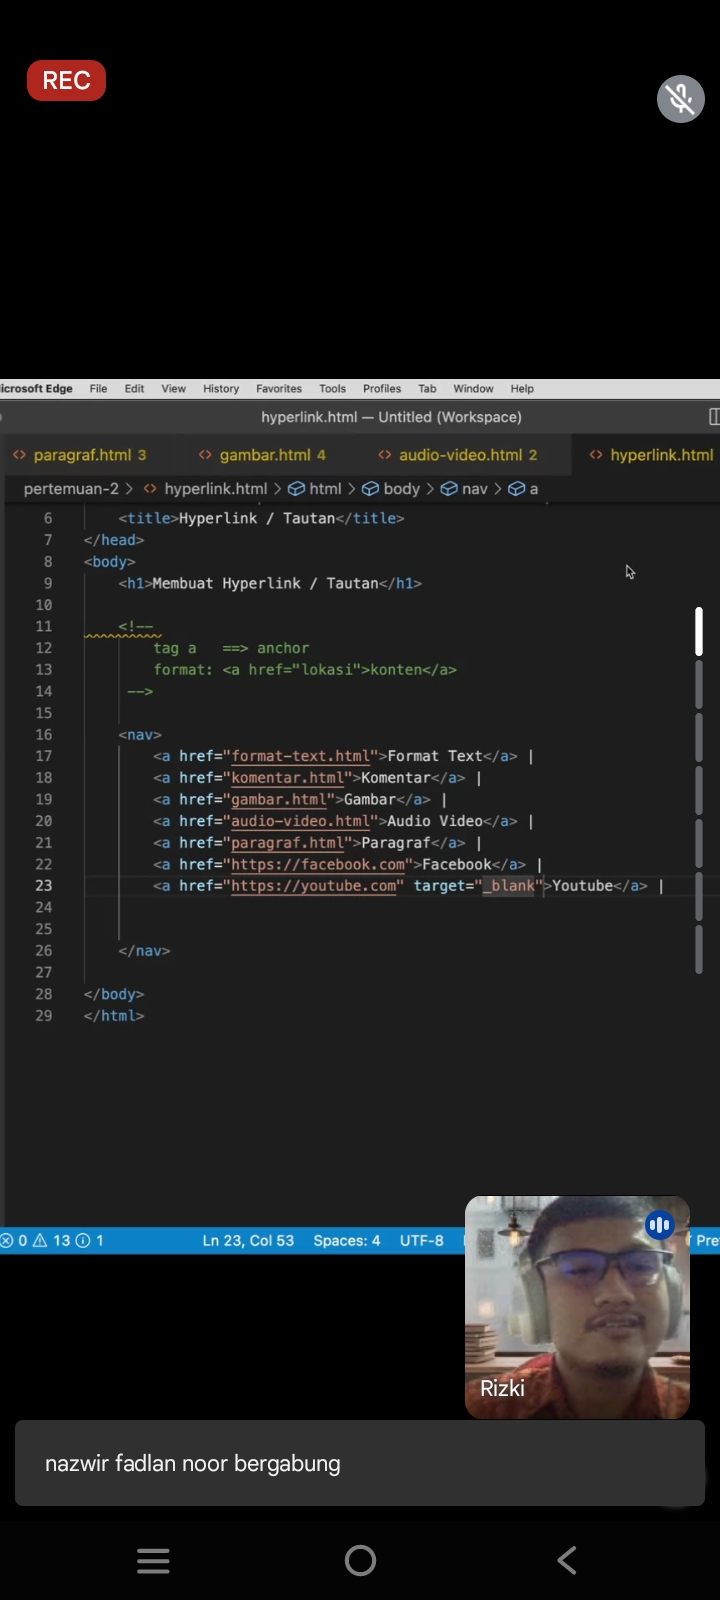 REC
icrosoft Edge File Edit View History Favorites Tools Profiles Tab Window Help
hyperlink.html — Untitled (Workspace)
<> paragraf.html 3 <> gambar.html 4 <> audio-video.html 2 <> hyperlink.html
pertemuan-2 > <> hyperlink.html > html > body > nav > a
6 <title>Hyperlink / Tautan</title>
7 </head>
8 <body>
9 <h1>Membuat Hyperlink / Tautan</h1>
10
11 <!--
12 tag a ==> anchor
13 format: <a href="lokasi">konten</a>
14 -->
15
16 <nav>
17 <a href="format-text.html">Format Text</a> |
18 <a href="komentar.html">Komentar</a> |
19 <a href="gambar.html">Gambar</a> |
20 <a href="audio-video.html">Audio Video</a> |
21 <a href="paragraf.html">Paragraf</a> |
22 <a href="https://facebook.com">Facebook</a> |
23 <a href="https://youtube.com" target="_blank">Youtube</a> |
24
25
26 </nav>
27
28 </body>
29 </html>
0 13 1 Ln 23, Col 53 Spaces: 4 UTF-8 Pre
Rizki
nazwir fadlan noor bergabung